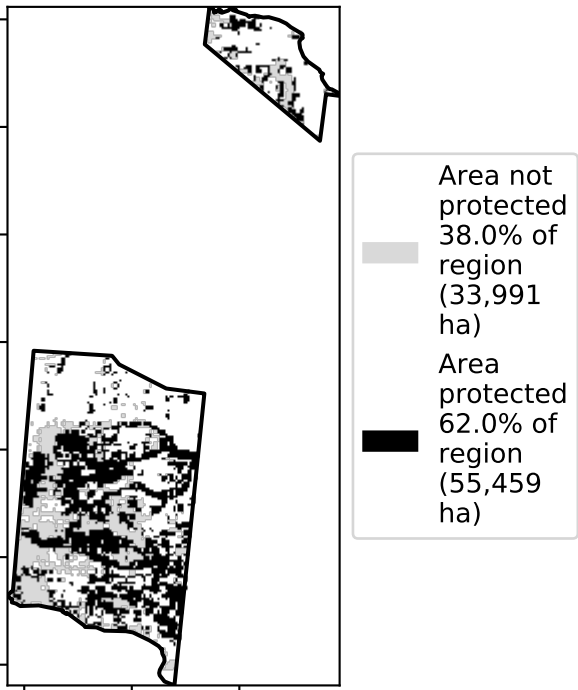 Area not
protected
38.0% of
region
(33,991
ha)
Area
protected
62.0% of
region
(55,459
ha)